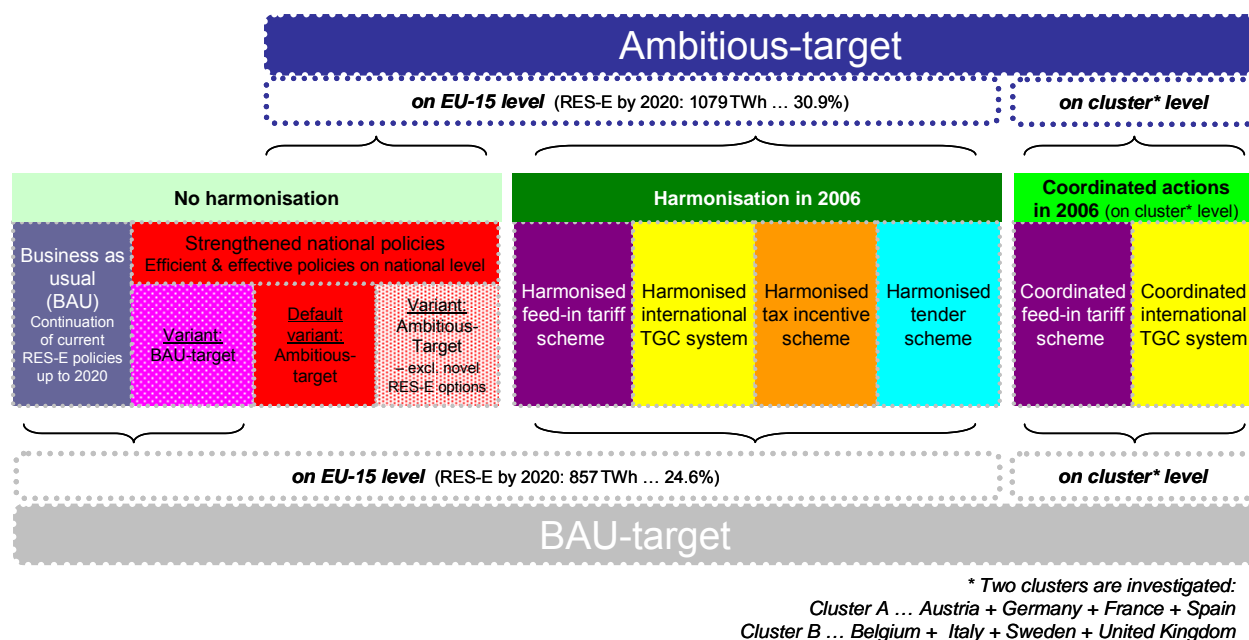 Ambitious-target
on EU-15 level (RES-E by 2020: 1079 TWh … 30.9%)
on cluster* level
No harmonisation
Harmonisation in 2006
Coordinated actions
in 2006 (on cluster* level)
Business as
usual
(BAU)
Continuation
of current
RES-E policies
up to 2020
Strengthened national policies
Efficient & effective policies on national level
Variant:
BAU-target
Default
variant:
Ambitious-
target
Variant:
Ambitious-
Target
– excl. novel
RES-E options
Harmonised
feed-in tariff
scheme
Harmonised
international
TGC system
Harmonised
tax incentive
scheme
Harmonised
tender scheme
Coordinated
feed-in tariff
scheme
Coordinated
international
TGC system
on EU-15 level (RES-E by 2020: 857 TWh … 24.6%)
on cluster* level
BAU-target
* Two clusters are investigated:
Cluster A … Austria + Germany + France + Spain
Cluster B … Belgium + Italy + Sweden + United Kingdom